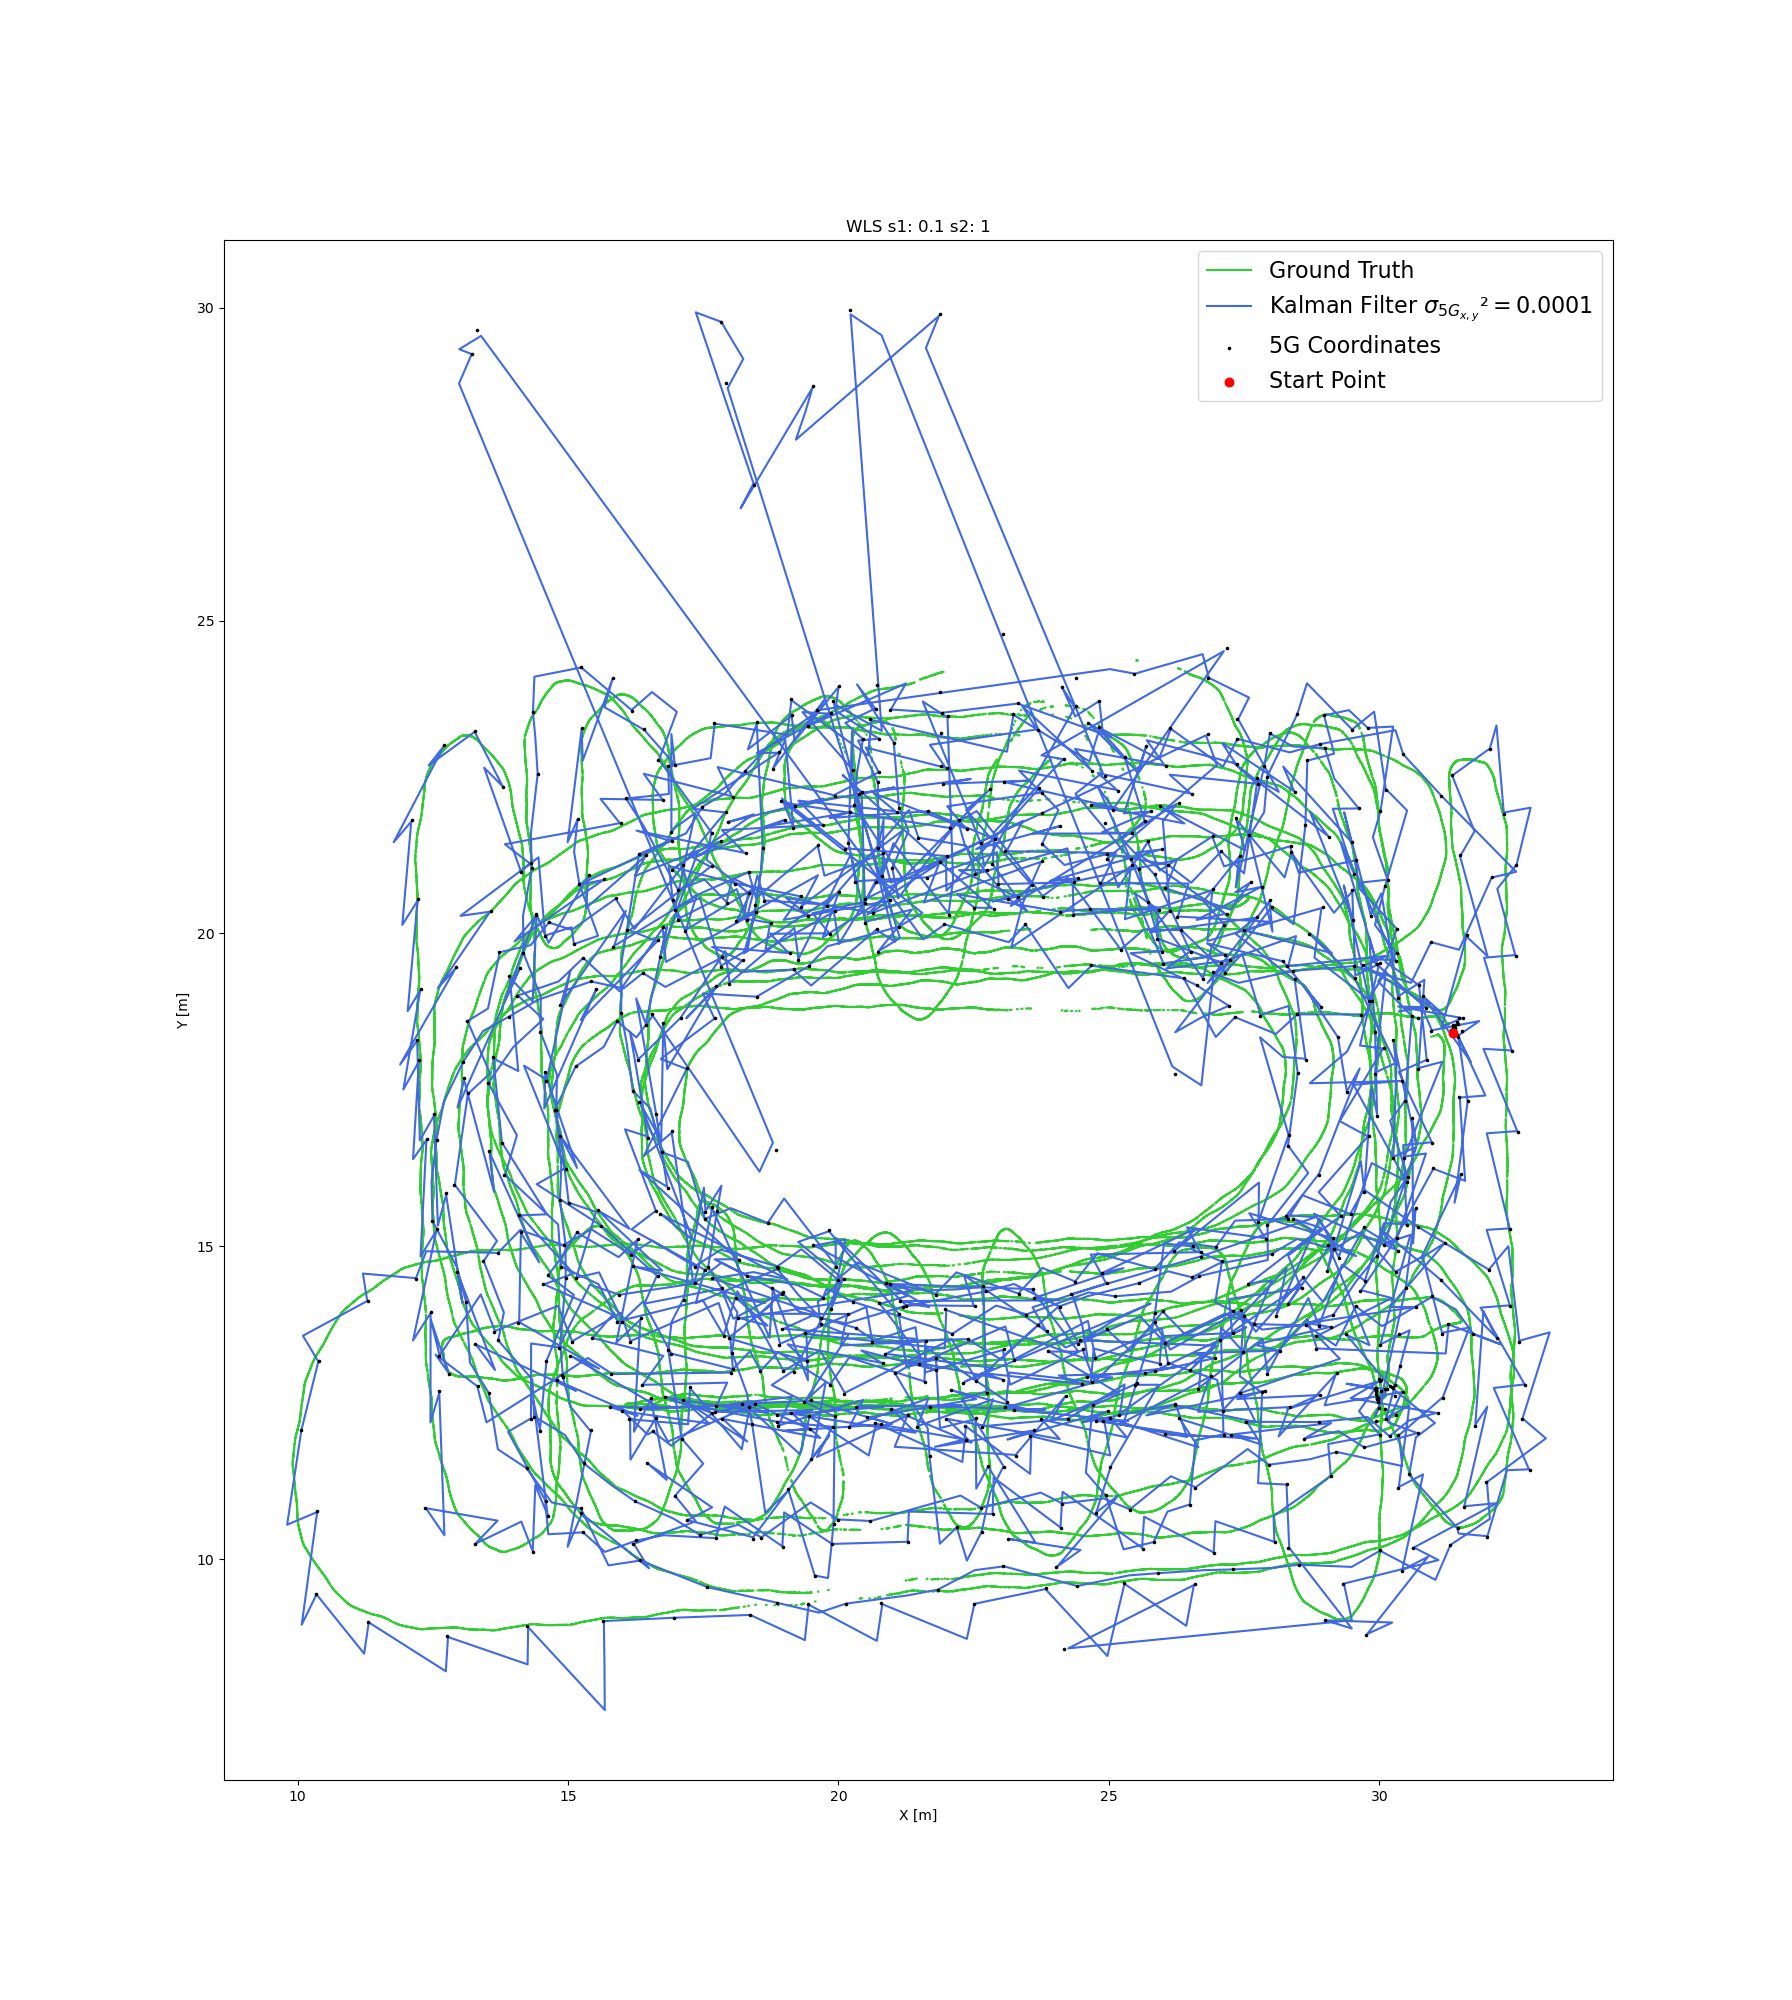 WLS s1: 0.1 s2: 1
Ground Truth
Kalman Filter σ5Gx,y² = 0.0001
5G Coordinates
Start Point
30
25
20
15
10
Y [m]
10 15 20 25 30
X [m]